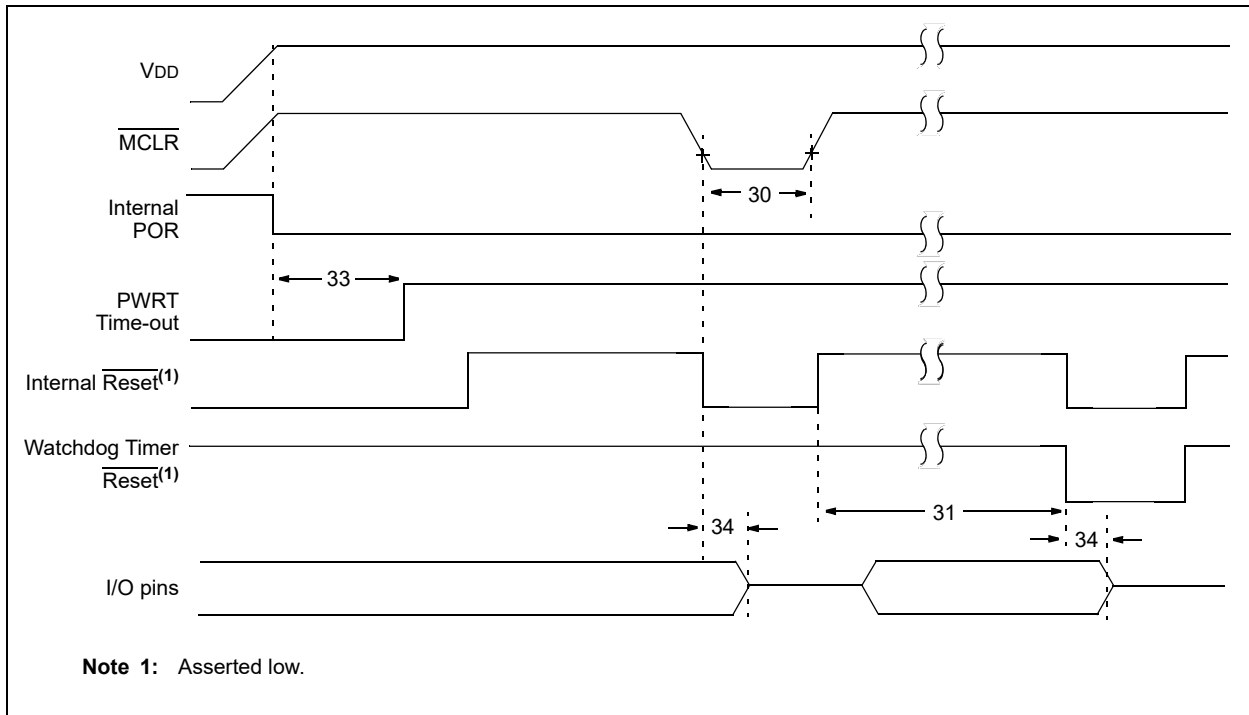 VDD
MCLR
30
Internal
POR
33
PWRT
Time-out
Internal Reset(1)
Watchdog Timer
Reset(1)
31
34
34
I/O pins
Note 1: Asserted low.